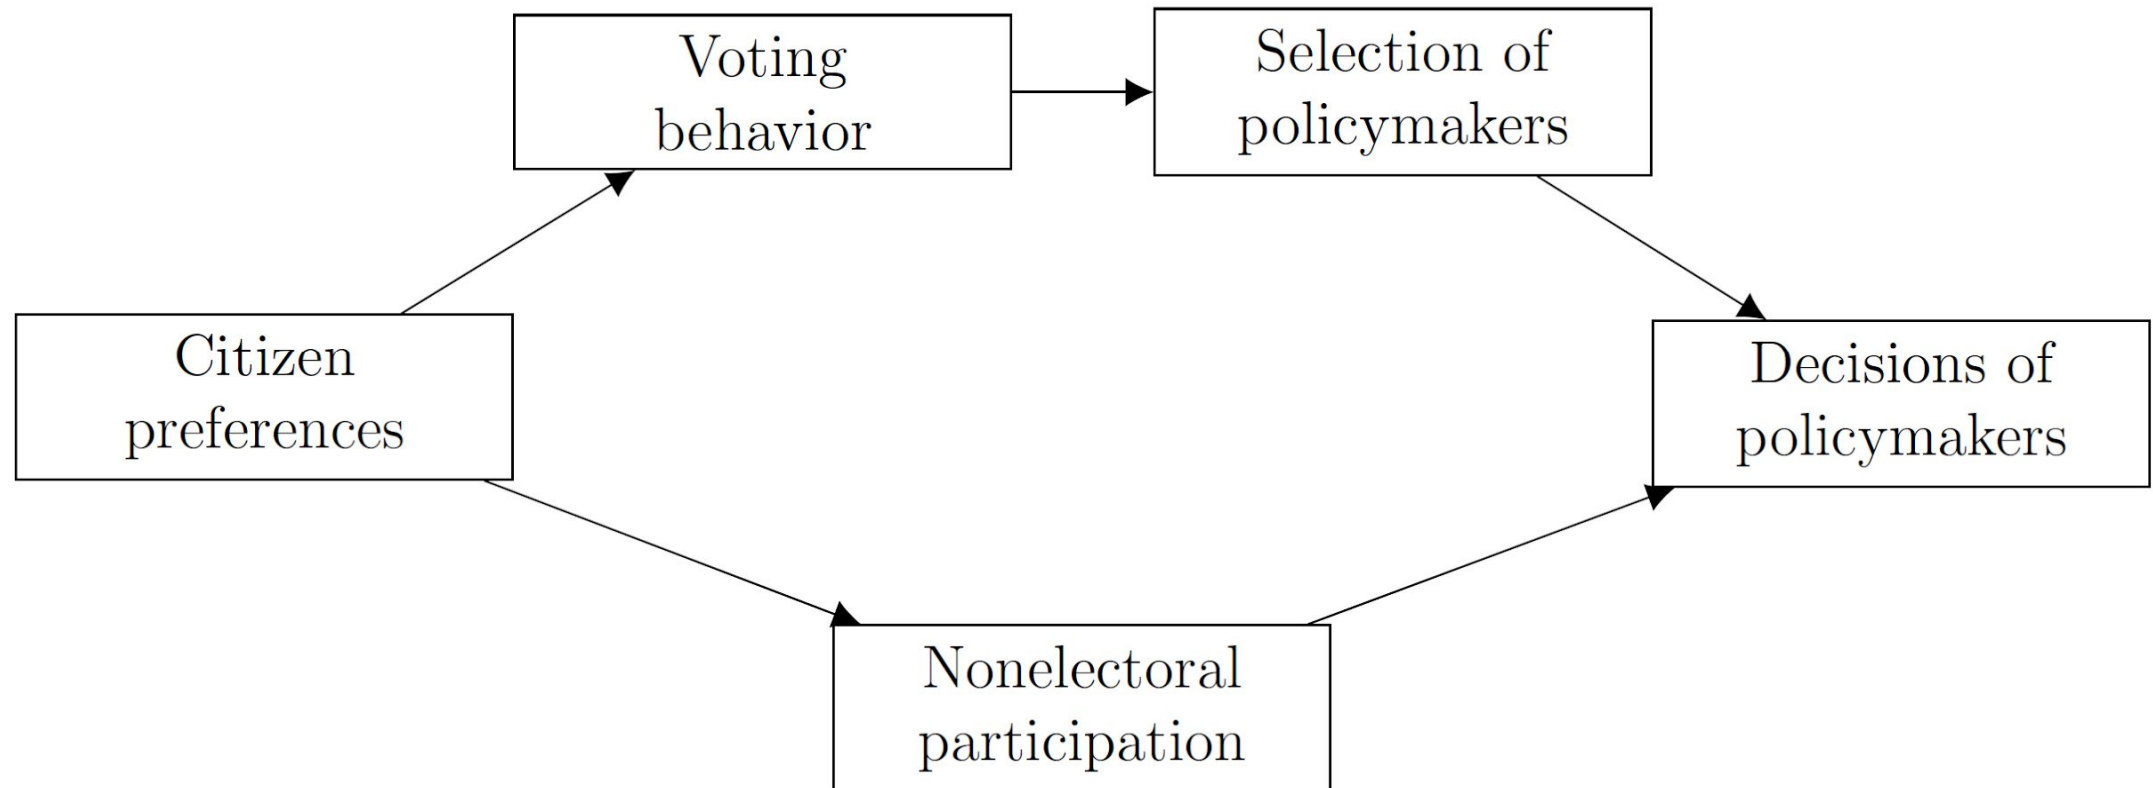 Voting
behavior
Selection of
policymakers
Citizen
preferences
Decisions of
policymakers
Nonelectoral
participation